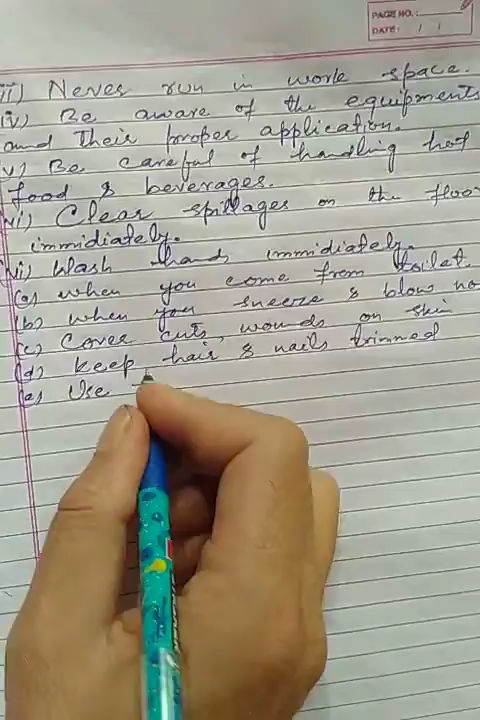 PAGE NO.:
DATE: / /
iii) Never run in work space.
iv) Be aware of the equipments
and their proper application.
v) Be careful of handling hot
food & beverages.
vi) Clear spillages on the floor
immidiately.
vii) Wash hands immidiately.
(a) when you come from toilet
(b) when you sneeze & blow no
(c) Cover cuts, wounds on skin
(d) keep hair & nails trimmed
(e) Use